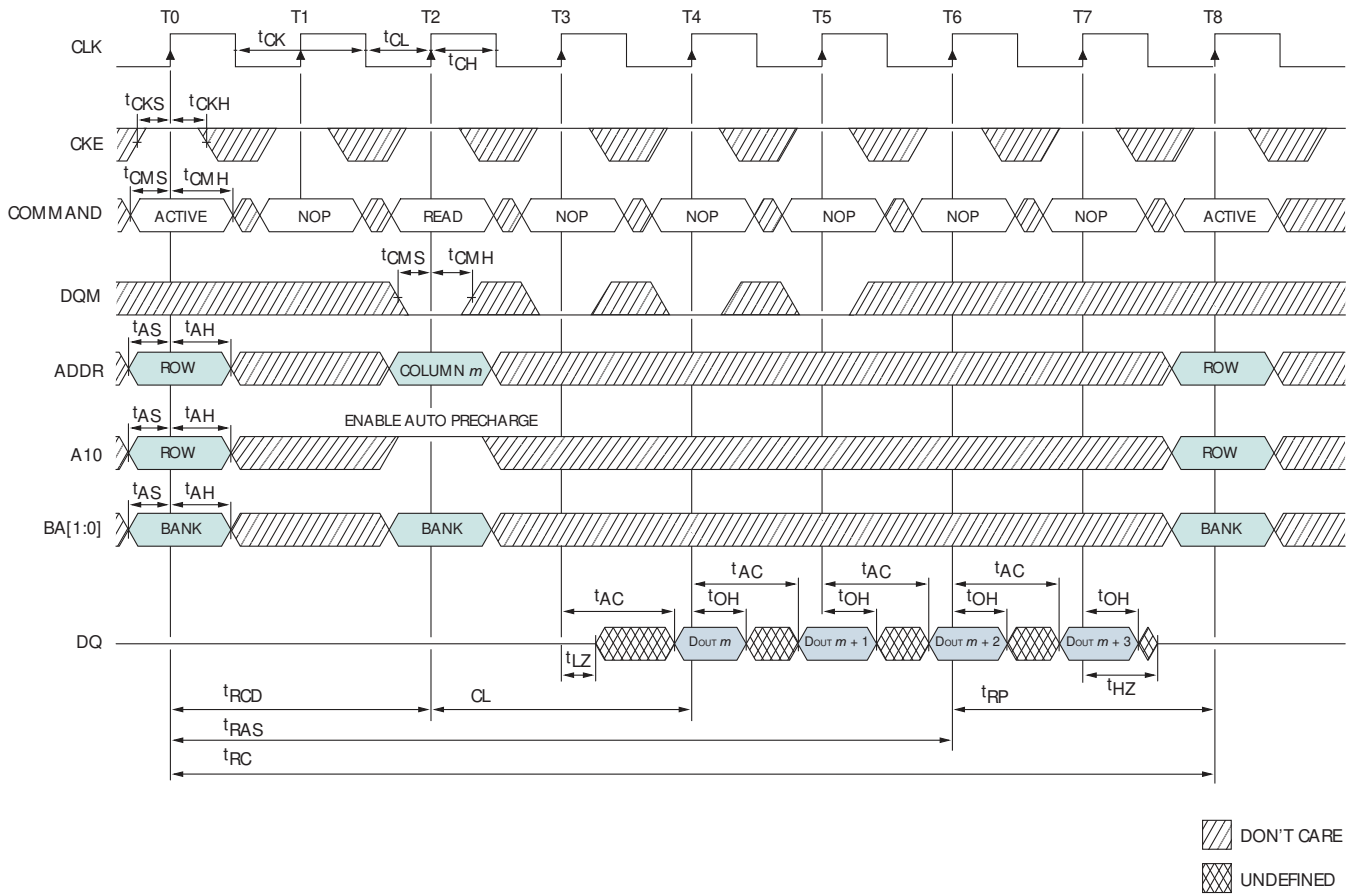 T0 T1 T2 T3 T4 T5 T6 T7 T8
CLK
tCK tCL
tCH
tCKS tCKH
CKE
tCMS tCMH
COMMAND ACTIVE NOP READ NOP NOP NOP NOP NOP ACTIVE
tCMS tCMH
DQM
tAS tAH
ADDR ROW COLUMN m ROW
ENABLE AUTO PRECHARGE
tAS tAH
A10 ROW ROW
tAS tAH
BA[1:0] BANK BANK BANK
tAC tAC tAC
tAC tOH tOH tOH tOH
DQ DOUT m DOUT m + 1 DOUT m + 2 DOUT m + 3
tLZ tHZ
tRCD CL tRP
tRAS
tRC
DON'T CARE
UNDEFINED